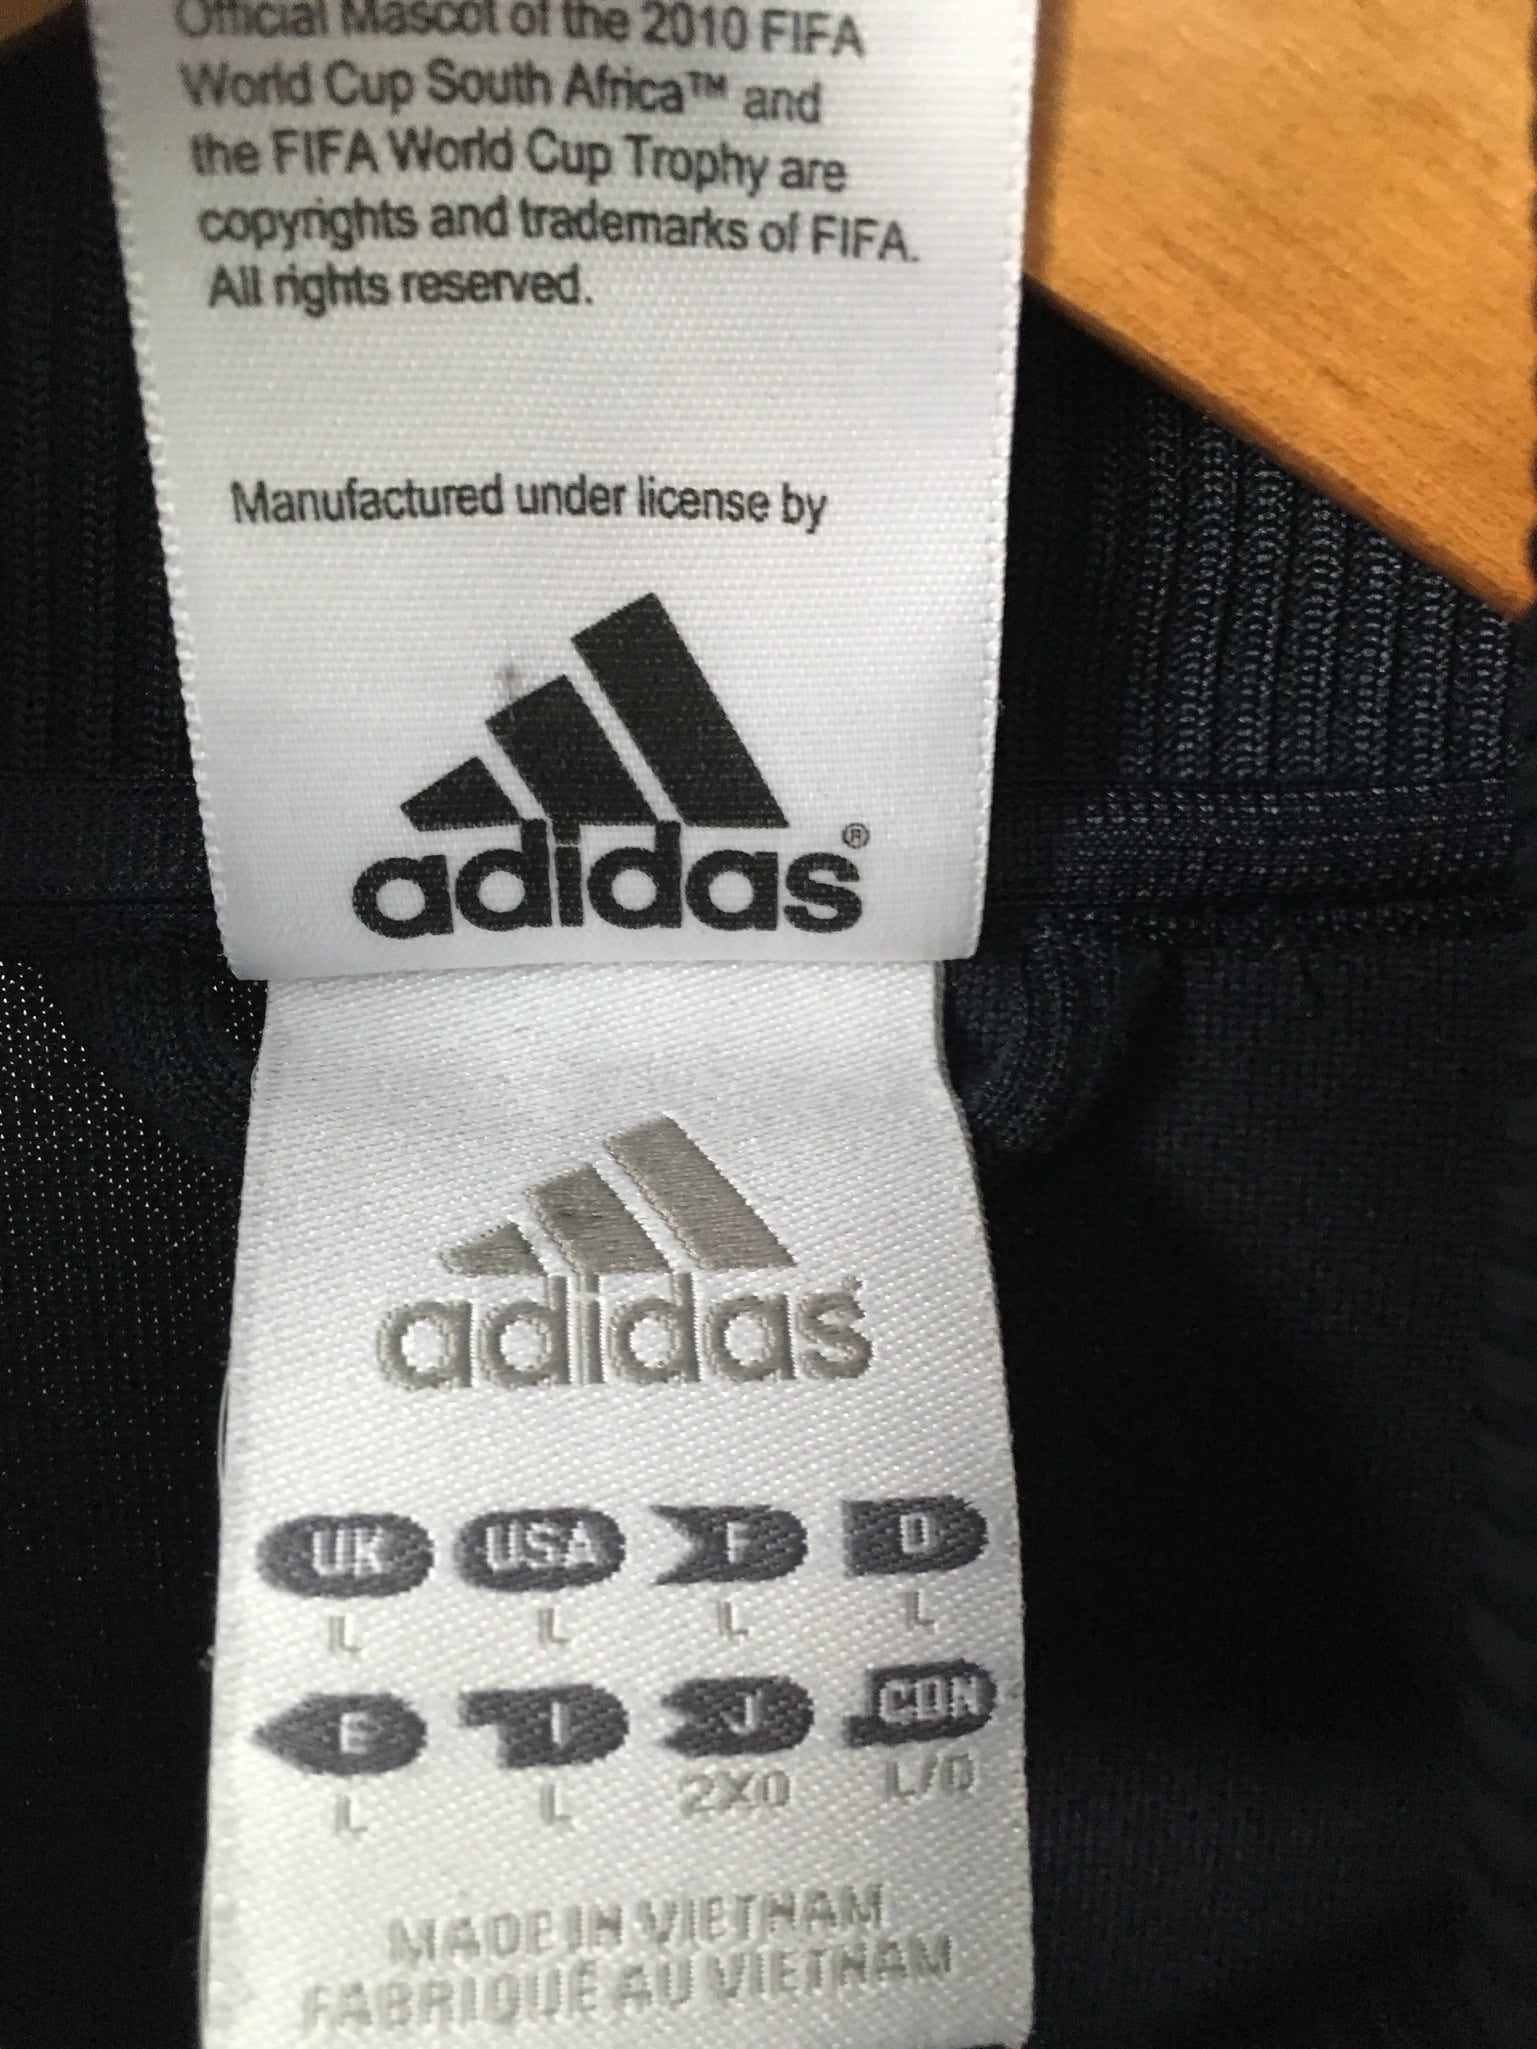 Official Mascot of the 2010 FIFA
World Cup South Africa™ and
the FIFA World Cup Trophy are
copyrights and trademarks of FIFA.
All rights reserved.
Manufactured under license by
adidas®
adidas
UK USA F D
L L L L
E I J CDN
L L 2XO L/G
MADE IN VIETNAM
FABRIQUÉ AU VIETNAM